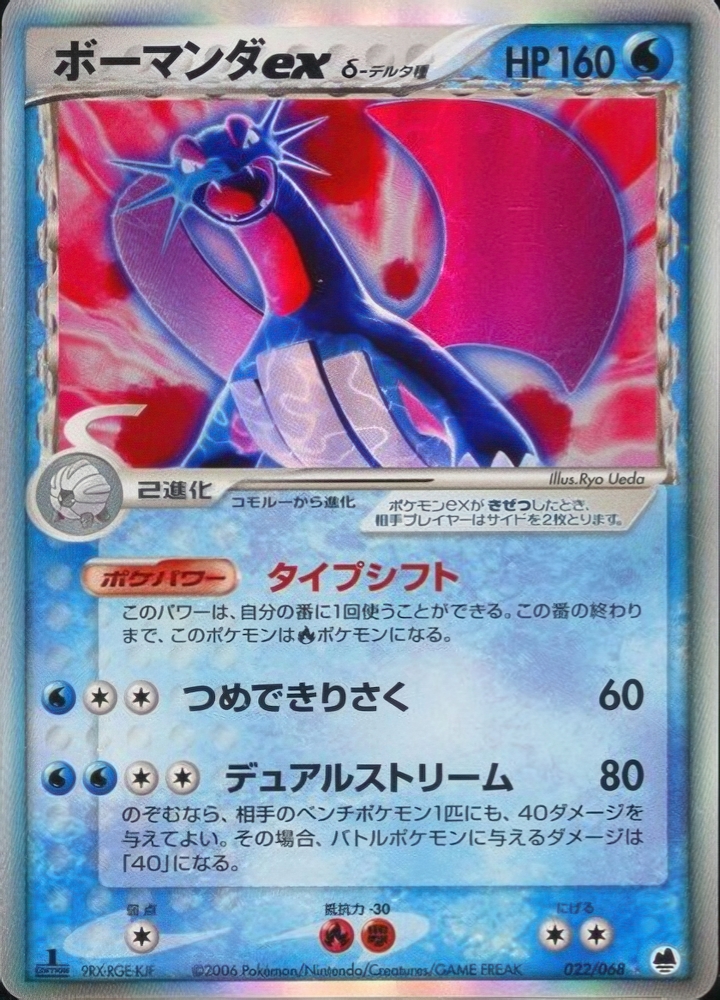 ボーマンダex δ-デルタ種 HP160
Illus.Ryo Ueda
2進化 コモルーから進化
ポケモンexが きぜつしたとき、
相手プレイヤーはサイドを2枚とります。
ポケパワー タイプシフト
このパワーは、自分の番に1回使うことができる。この番の終わり
まで、このポケモンはポケモンになる。
つめできりさく 60
デュアルストリーム 80
のぞむなら、相手のベンチポケモン1匹にも、40ダメージを
与えてよい。その場合、バトルポケモンに与えるダメージは
「40」になる。
弱点 抵抗力 -30 にげる
1 EDITION 9RX·RGE·KJF ©2006 Pokémon/Nintendo/Creatures/GAME FREAK 022/068